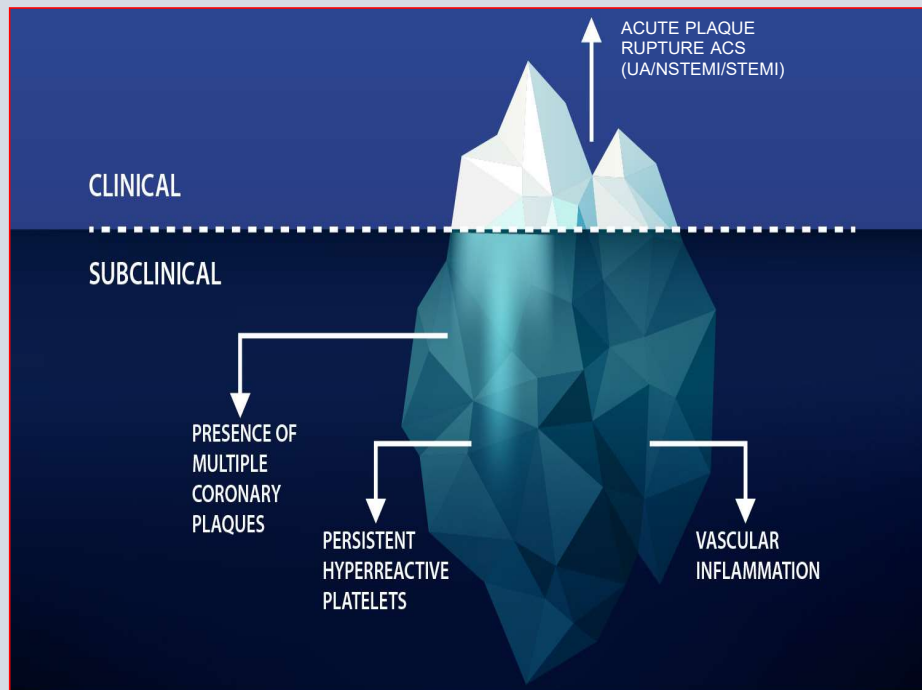 ACUTE PLAQUE
RUPTURE ACS
(UA/NSTEMI/STEMI)
CLINICAL
SUBCLINICAL
PRESENCE OF
MULTIPLE
CORONARY
PLAQUES
PERSISTENT
HYPERREACTIVE
PLATELETS
VASCULAR
INFLAMMATION